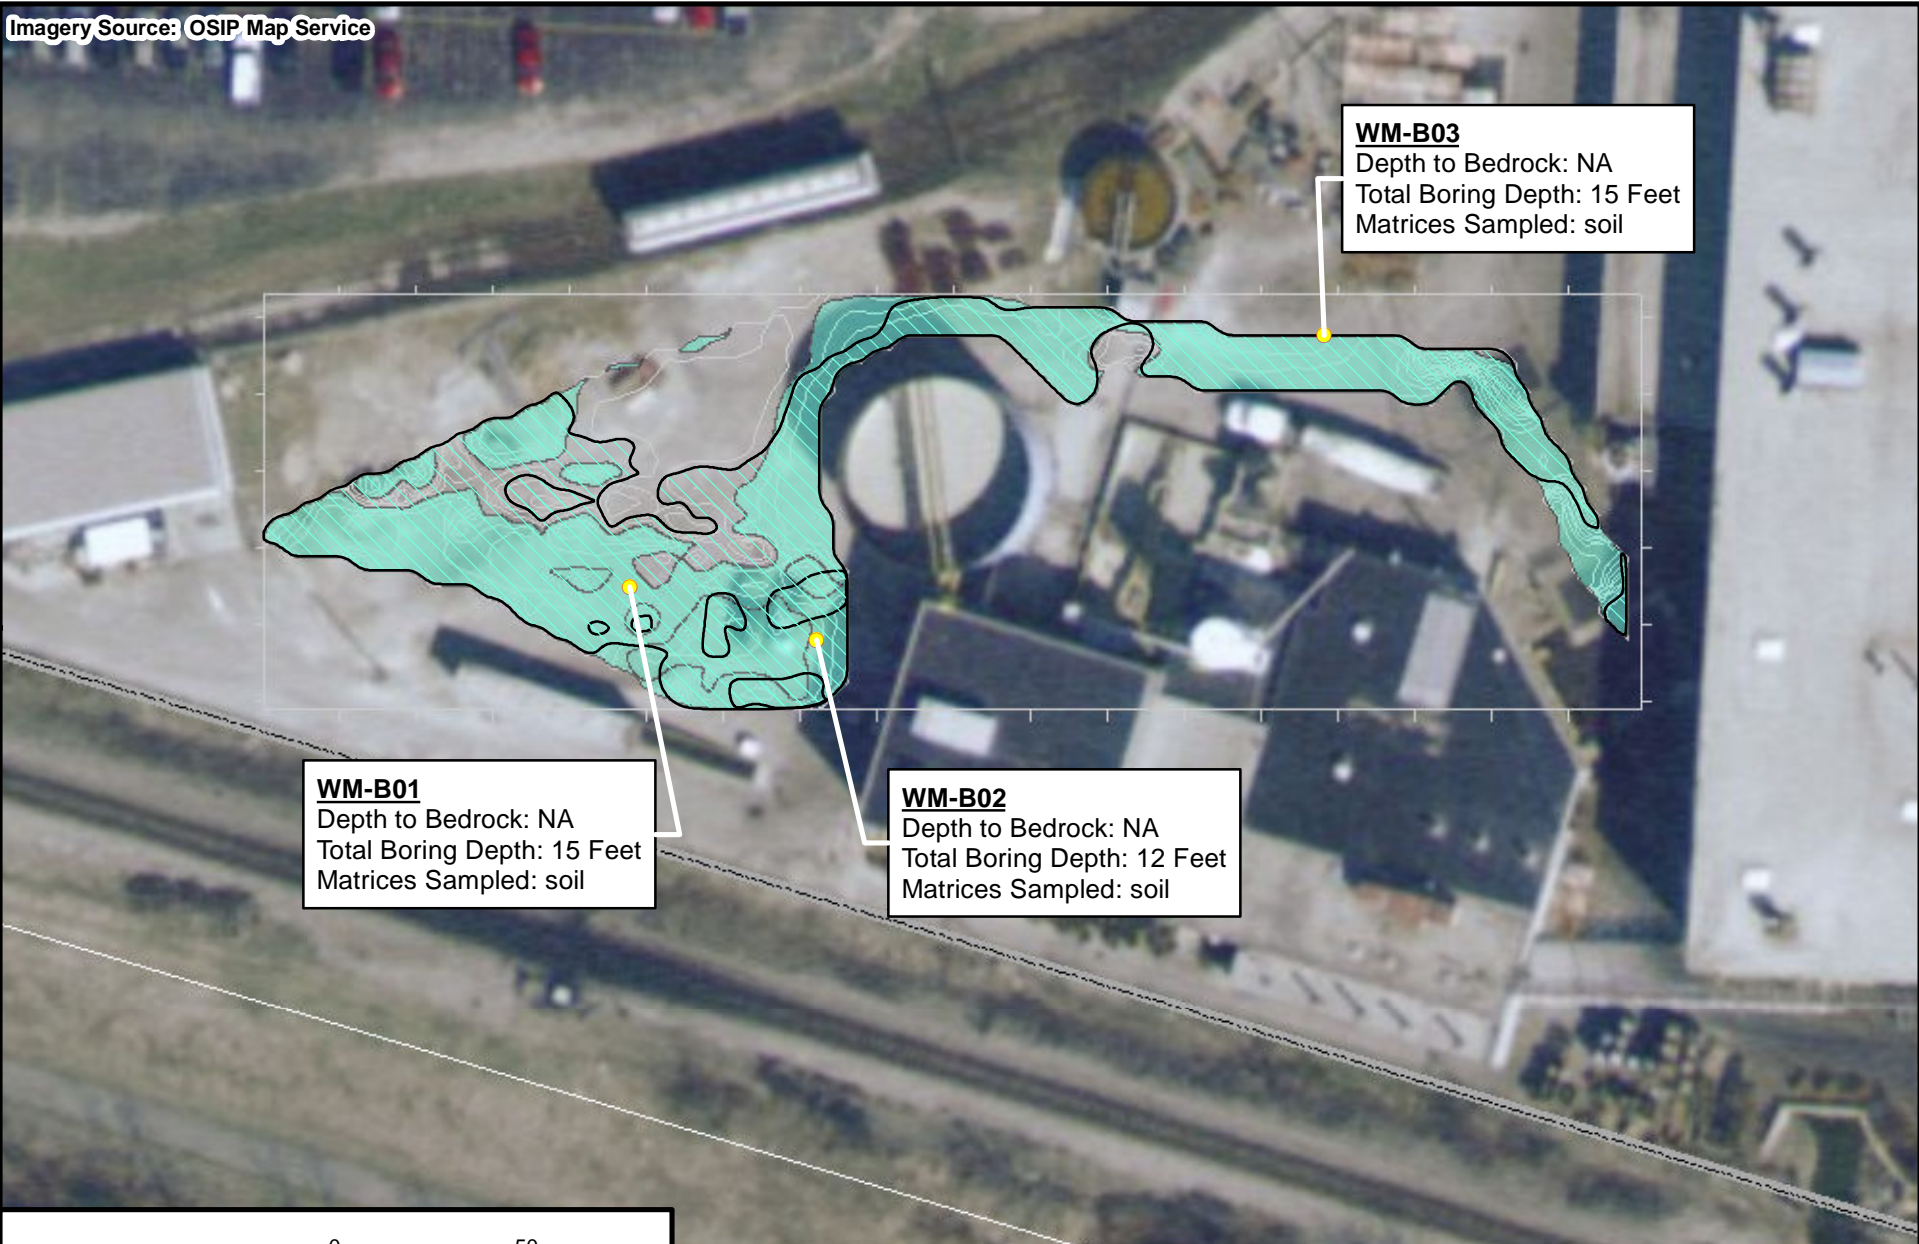 Imagery Source: OSIP Map Service
WM-B03
Depth to Bedrock: NA
Total Boring Depth: 15 Feet
Matrices Sampled: soil
WM-B01
Depth to Bedrock: NA
Total Boring Depth: 15 Feet
Matrices Sampled: soil
WM-B02
Depth to Bedrock: NA
Total Boring Depth: 12 Feet
Matrices Sampled: soil
0 50